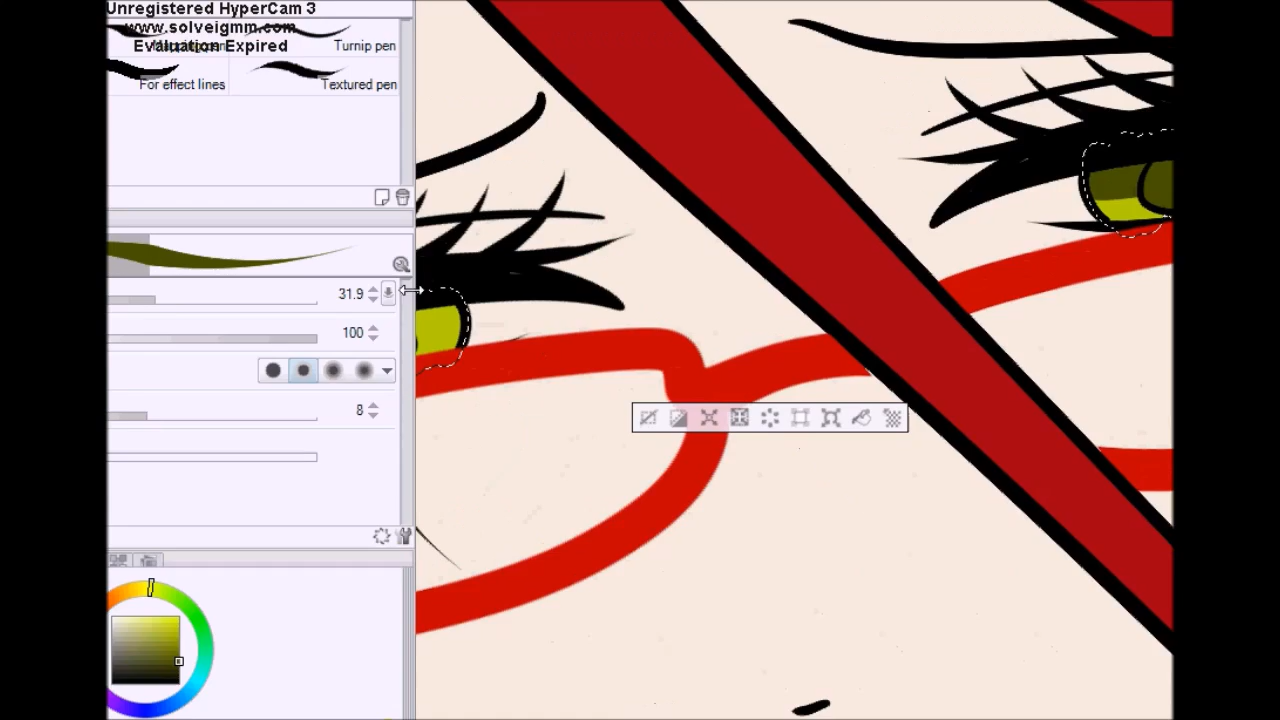 Unregistered HyperCam 3
www.solveigmm.com
Evaluation Expired
Turnip pen
For effect lines
Textured pen
31.9
100
8